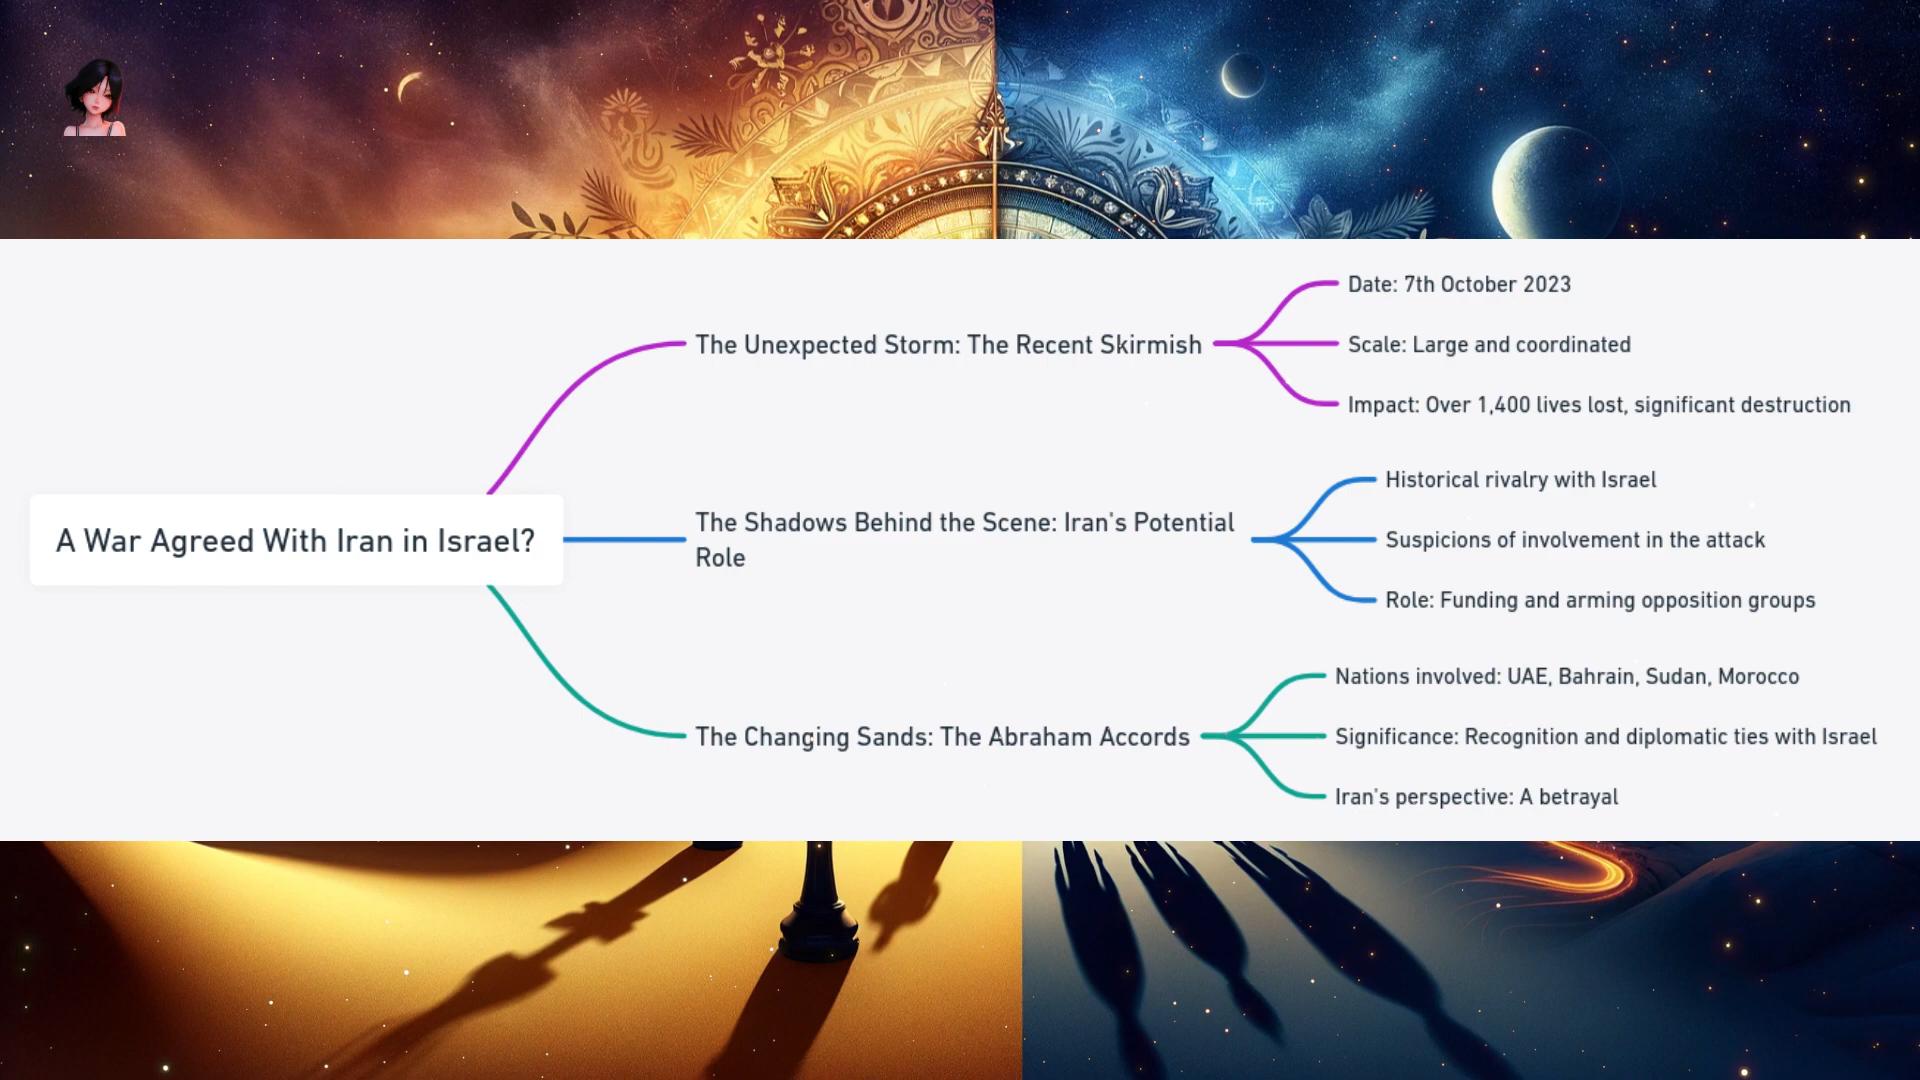 A War Agreed With Iran in Israel?
The Unexpected Storm: The Recent Skirmish
Date: 7th October 2023
Scale: Large and coordinated
Impact: Over 1,400 lives lost, significant destruction
The Shadows Behind the Scene: Iran's Potential
Role
Historical rivalry with Israel
Suspicions of involvement in the attack
Role: Funding and arming opposition groups
The Changing Sands: The Abraham Accords
Nations involved: UAE, Bahrain, Sudan, Morocco
Significance: Recognition and diplomatic ties with Israel
Iran's perspective: A betrayal